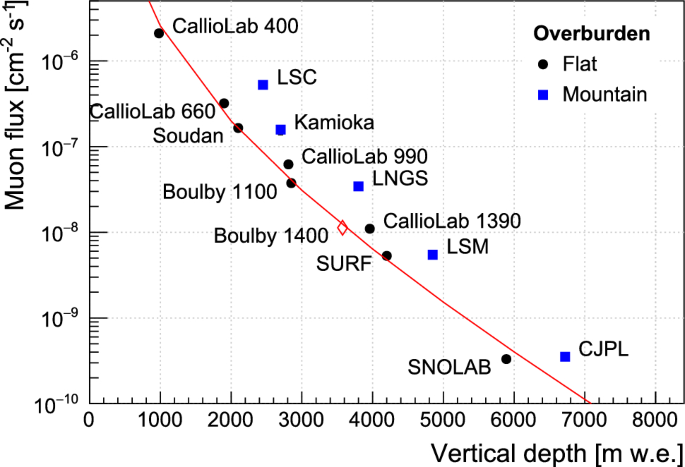 Muon flux [cm-2 s-1]
10−6
10−7
10−8
10−9
10−10
Overburden
Flat
Mountain
CallioLab 400
LSC
CallioLab 660
Kamioka
Soudan
CallioLab 990
LNGS
Boulby 1100
CallioLab 1390
Boulby 1400
LSM
SURF
CJPL
SNOLAB
0 1000 2000 3000 4000 5000 6000 7000 8000
Vertical depth [m w.e.]